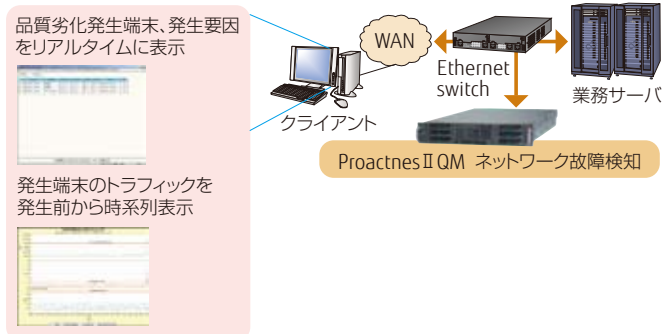 品質劣化発生端末、発生要因
をリアルタイムに表示
発生端末のトラフィックを
発生前から時系列表示
クライアント
WAN
Ethernet
switch
業務サーバ
ProactnesⅡQM ネットワーク故障検知